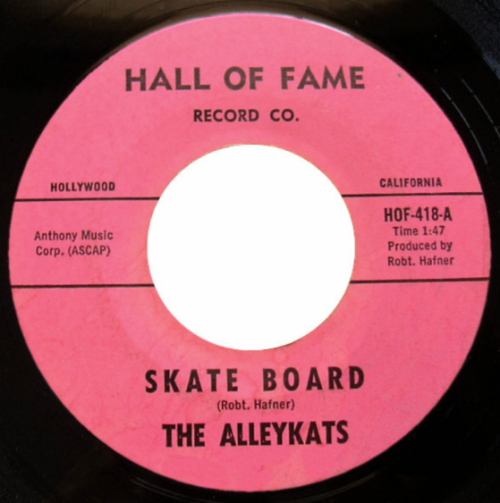 HALL OF FAME
RECORD CO.
HOLLYWOOD
CALIFORNIA
Anthony Music
Corp. (ASCAP)
HOF-418-A
Time 1:47
Produced by
Robt. Hafner
SKATE BOARD
(Robt. Hafner)
THE ALLEYKATS